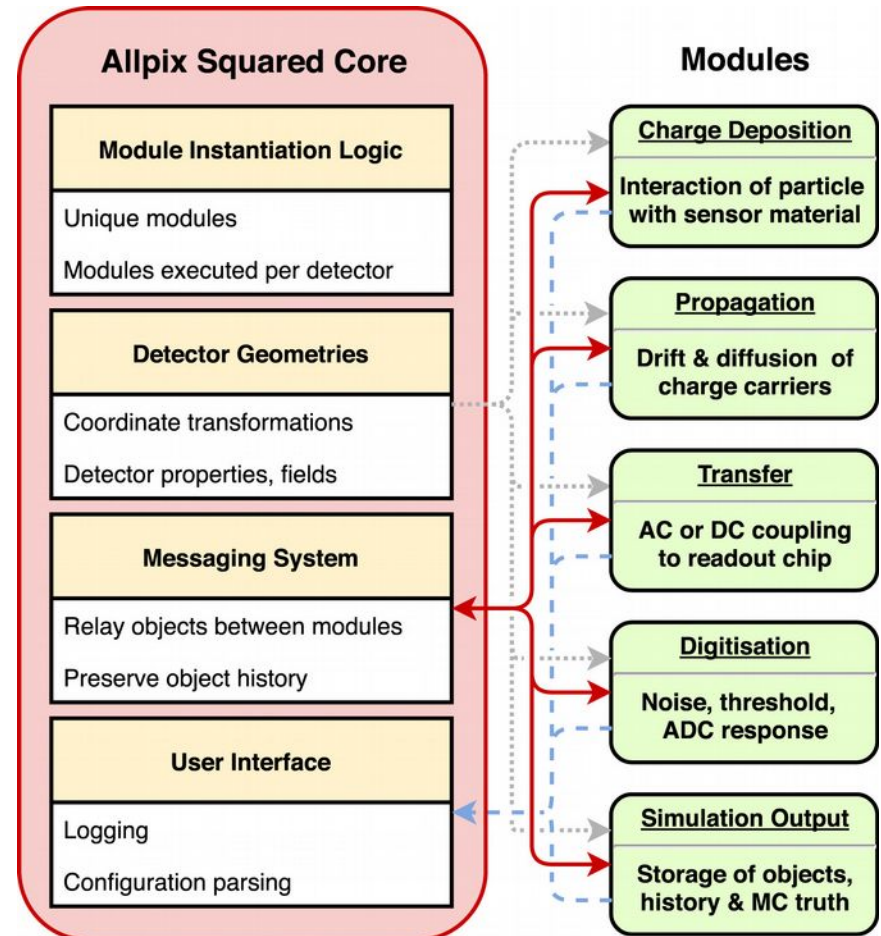 Allpix Squared Core
Module Instantiation Logic
Unique modules
Modules executed per detector
Detector Geometries
Coordinate transformations
Detector properties, fields
Messaging System
Relay objects between modules
Preserve object history
User Interface
Logging
Configuration parsing
Modules
Charge Deposition
Interaction of particle
with sensor material
Propagation
Drift & diffusion of
charge carriers
Transfer
AC or DC coupling
to readout chip
Digitisation
Noise, threshold,
ADC response
Simulation Output
Storage of objects,
history & MC truth